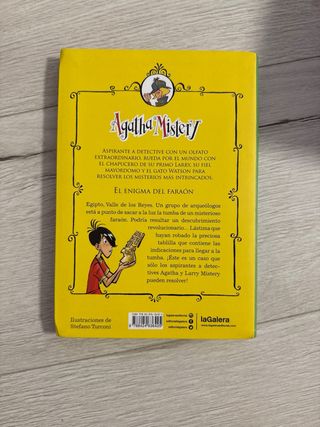 Agatha Mistery
Aspirante a detective con un olfato
extraordinario, rueda por el mundo con
el chapucero de su primo Larry, su fiel
mayordomo y el gato Watson para
resolver los misterios más intrincados.
El enigma del faraón
Egipto, Valle de los Reyes. Un grupo de arqueólogos
está a punto de sacar a la luz la tumba de un misterioso
faraón. Podría resultar un descubrimiento
revolucionario... Lástima que
hayan robado la preciosa
tablilla que contiene las
indicaciones para llegar a la
tumba. ¡Este es un caso que
sólo los aspirantes a detec-
tives Agatha y Larry Mistery
pueden resolver!
Ilustraciones de
Stefano Turconi
laGalera